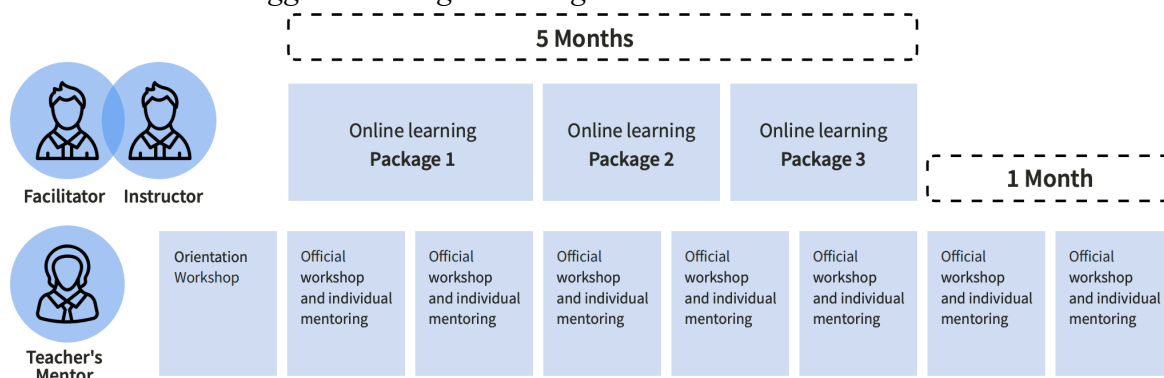 5 Months
Online learning
Package 1
Online learning
Package 2
Online learning
Package 3
1 Month
Facilitator Instructor
Orientation
Workshop
Official
workshop
and individual
mentoring
Official
workshop
and individual
mentoring
Official
workshop
and individual
mentoring
Official
workshop
and individual
mentoring
Official
workshop
and individual
mentoring
Official
workshop
and individual
mentoring
Official
workshop
and individual
mentoring
Teacher's
Mentor